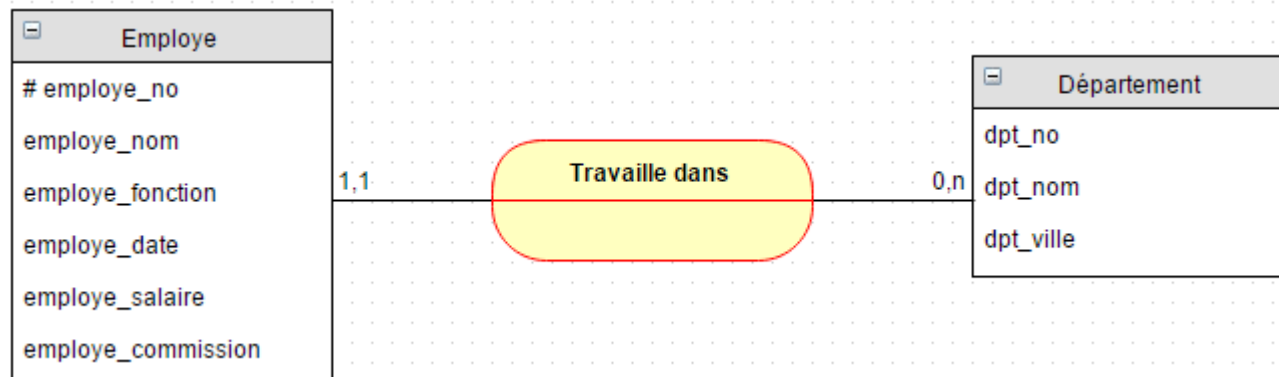 Employe
# employe_no
employe_nom
employe_fonction
employe_date
employe_salaire
employe_commission
1,1
Travaille dans
0,n
Département
dpt_no
dpt_nom
dpt_ville